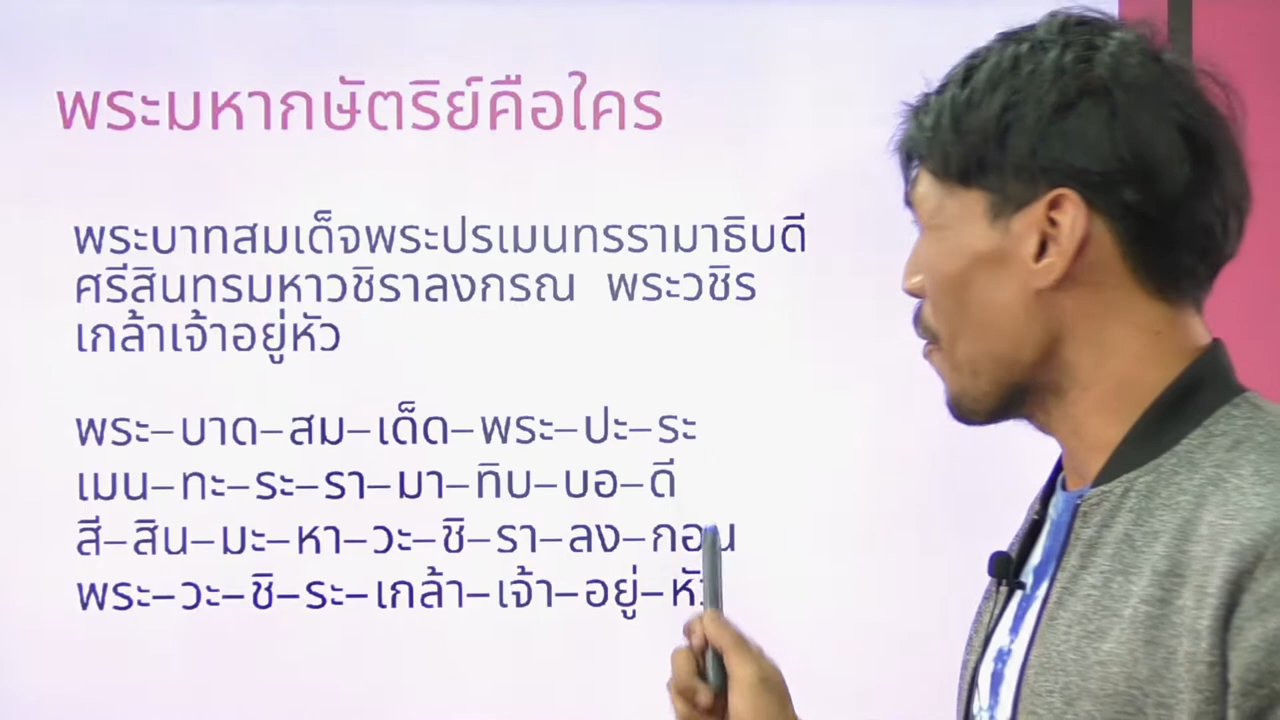 พระมหากษัตริย์คือใคร
พระบาทสมเด็จพระปรเมนทรรามาธิบดี
ศรีสินทรมหาวชิราลงกรณ พระวชิร
เกล้าเจ้าอยู่หัว
พระ–บาด–สม–เด็ด–พระ–ปะ–ระ
เมน–ทะ–ระ–รา–มา–ทิบ–บอ–ดี
สี–สิน–มะ–หา–วะ–ชิ–รา–ลง–กอน
พระ–วะ–ชิ–ระ–เกล้า–เจ้า–อยู่–หัว